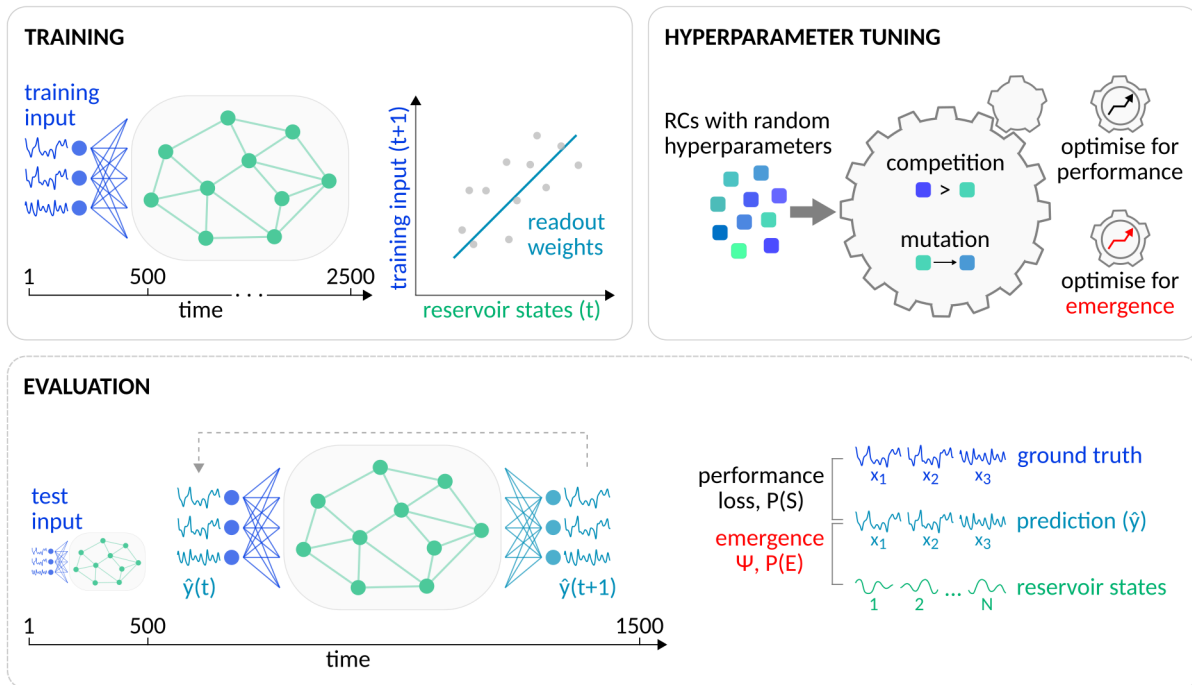 TRAINING
training
input
1
500
2500
. . .
time
training input (t+1)
readout
weights
reservoir states (t)
HYPERPARAMETER TUNING
RCs with random
hyperparameters
competition
>
mutation
optimise for
performance
optimise for
emergence
EVALUATION
test
input
ŷ(t)
ŷ(t+1)
1
500
1500
time
performance
loss, P(S)
emergence
Ψ, P(E)
x1 x2 x3
ground truth
x1 x2 x3
prediction (ŷ)
1 2 ... N
reservoir states